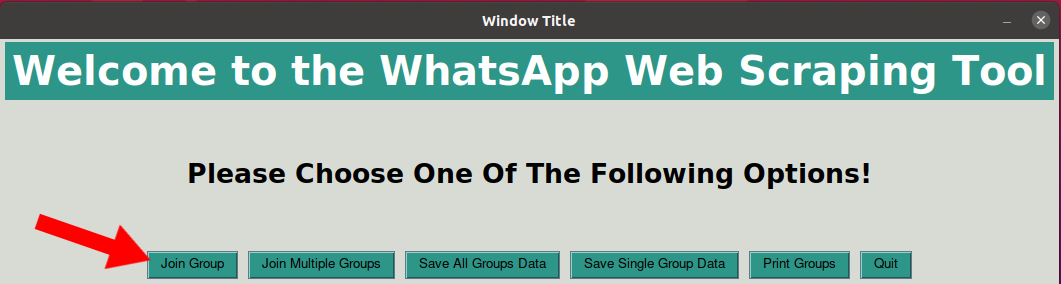 Window Title
Welcome to the WhatsApp Web Scraping Tool
Please Choose One Of The Following Options!
Join Group Join Multiple Groups Save All Groups Data Save Single Group Data Print Groups Quit